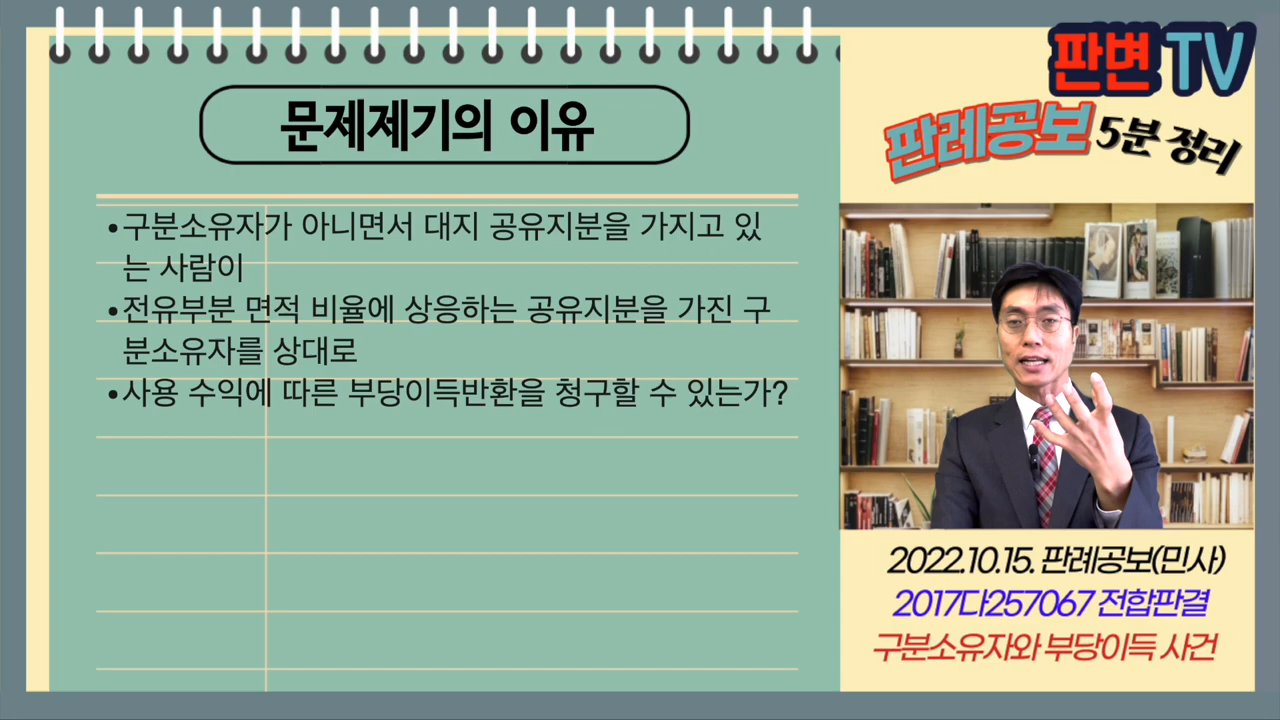 문제제기의 이유
•구분소유자가 아니면서 대지 공유지분을 가지고 있
는 사람이
•전유부분 면적 비율에 상응하는 공유지분을 가진 구
분소유자를 상대로
•사용 수익에 따른 부당이득반환을 청구할 수 있는가?
판변 TV
판례공보 5분 정리
2022.10.15. 판례공보(민사)
2017다257067 전합판결
구분소유자와 부당이득 사건